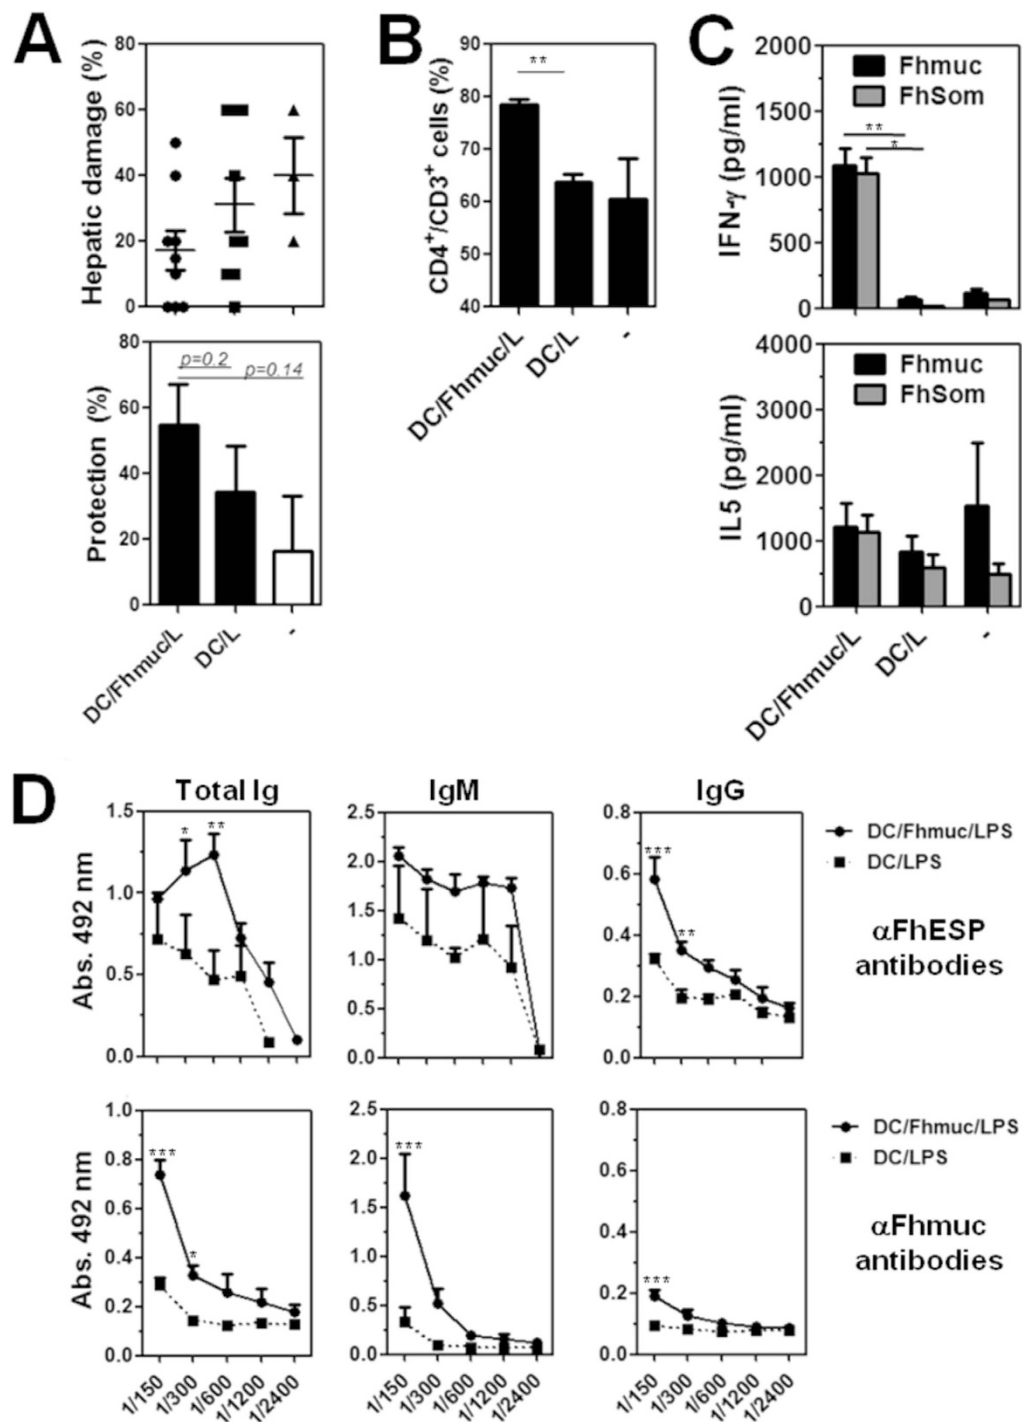 A
Hepatic damage (%)
80
60
40
20
0
Protection (%)
80
60
40
20
0
p=0.2
p=0.14
DC/Fhmuc/L
DC/L
-
B
CD4+/CD3+ cells (%)
90
80
70
60
50
40
**
DC/Fhmuc/L
DC/L
-
C
IFN-γ (pg/ml)
2000
1500
1000
500
0
Fhmuc
FhSom
**
*
IL5 (pg/ml)
4000
3000
2000
1000
0
Fhmuc
FhSom
DC/Fhmuc/L
DC/L
-
D
Total Ig
IgM
IgG
Abs. 492 nm
1.5
1.0
0.5
0.0
*
**
2.5
2.0
1.5
1.0
0.5
0.0
0.8
0.6
0.4
0.2
0.0
***
**
DC/Fhmuc/LPS
DC/LPS
αFhESP
antibodies
Abs. 492 nm
1.0
0.8
0.6
0.4
0.2
0.0
***
*
1/150
1/300
1/600
1/1200
1/2400
2.5
2.0
1.5
1.0
0.5
0.0
***
1/150
1/300
1/600
1/1200
1/2400
0.8
0.6
0.4
0.2
0.0
***
1/150
1/300
1/600
1/1200
1/2400
DC/Fhmuc/LPS
DC/LPS
αFhmuc
antibodies